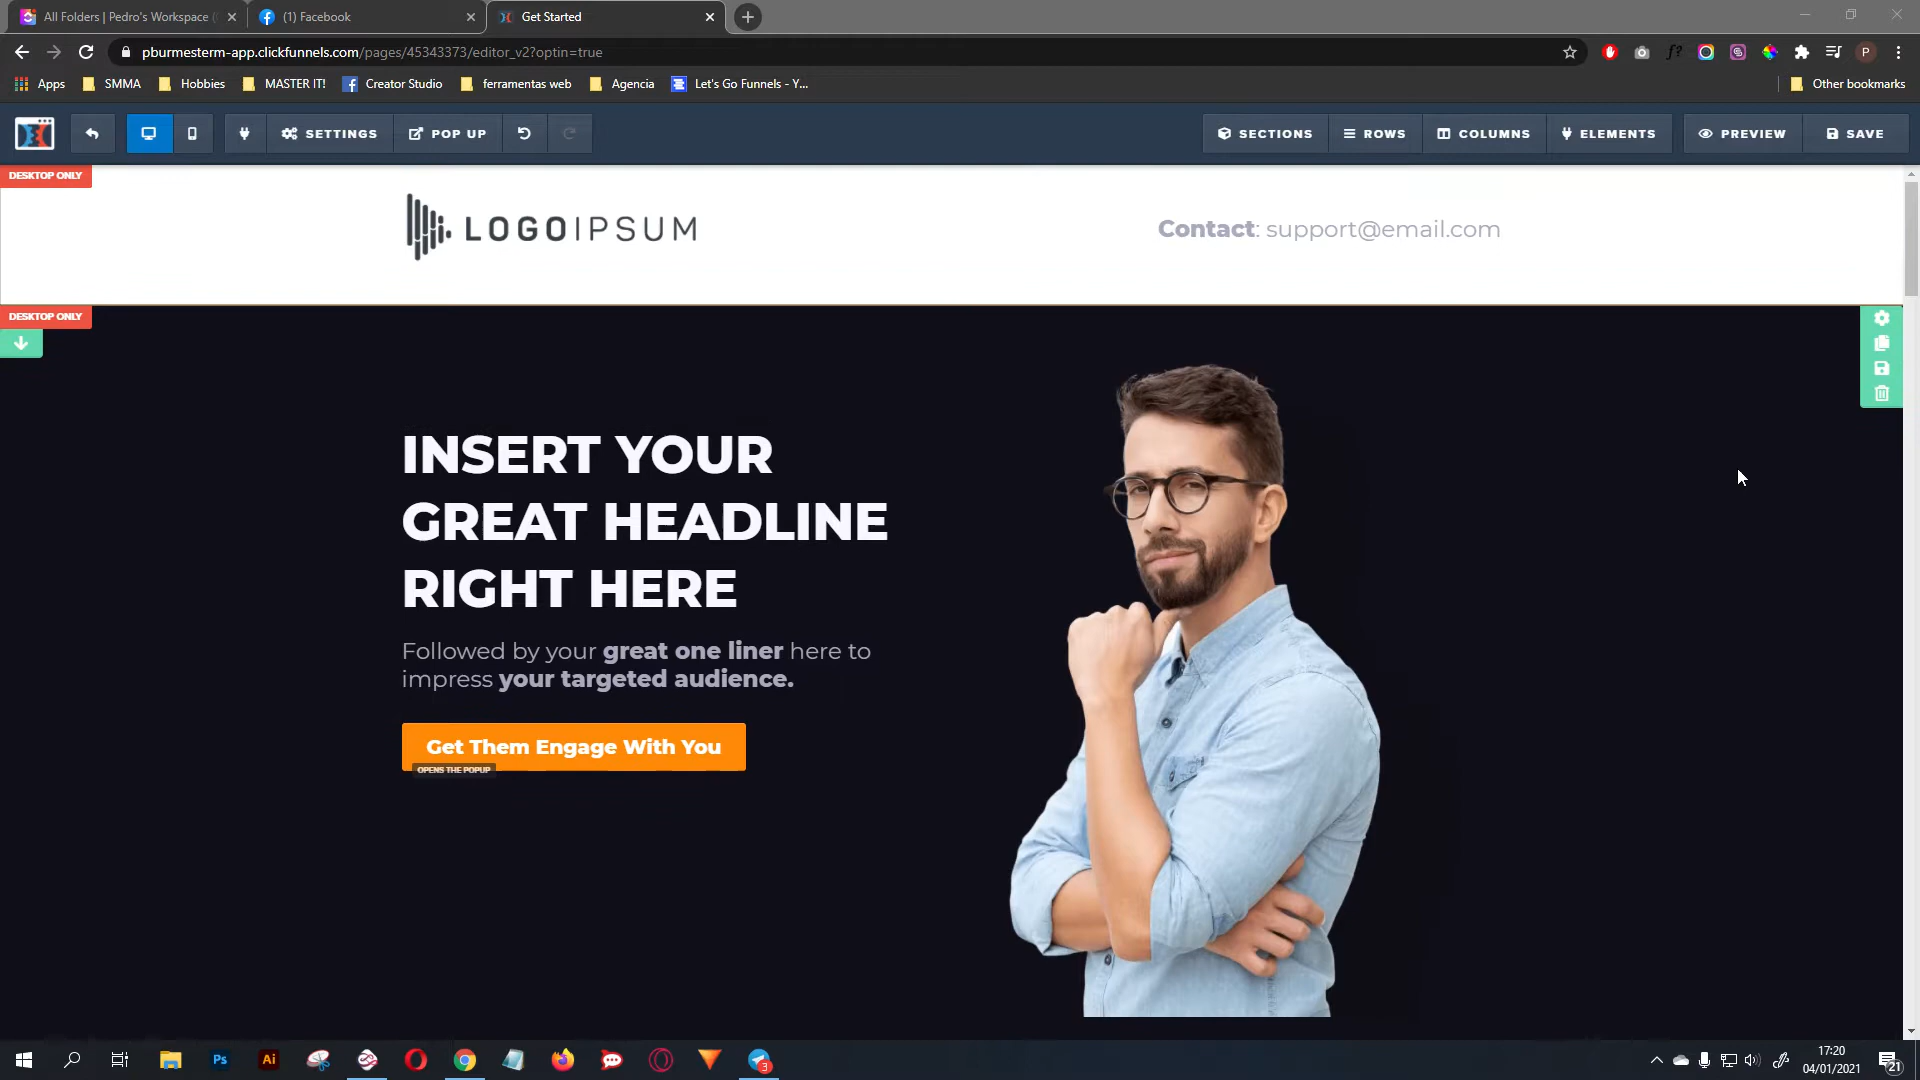 All Folders | Pedro's Workspace (
(1) Facebook
Get Started
pburmesterm-app.clickfunnels.com/pages/45343373/editor_v2?optin=true
f?
P
Apps
SMMA
Hobbies
MASTER IT!
Creator Studio
ferramentas web
Agencia
Let's Go Funnels - Y...
Other bookmarks
SETTINGS
POP UP
SECTIONS
ROWS
COLUMNS
ELEMENTS
PREVIEW
SAVE
DESKTOP ONLY
LOGOIPSUM
Contact: support@email.com
DESKTOP ONLY
INSERT YOUR
GREAT HEADLINE
RIGHT HERE
Followed by your great one liner here to
impress your targeted audience.
Get Them Engage With You
OPENS THE POPUP
Ps
Ai
3
17:20
04/01/2021
21